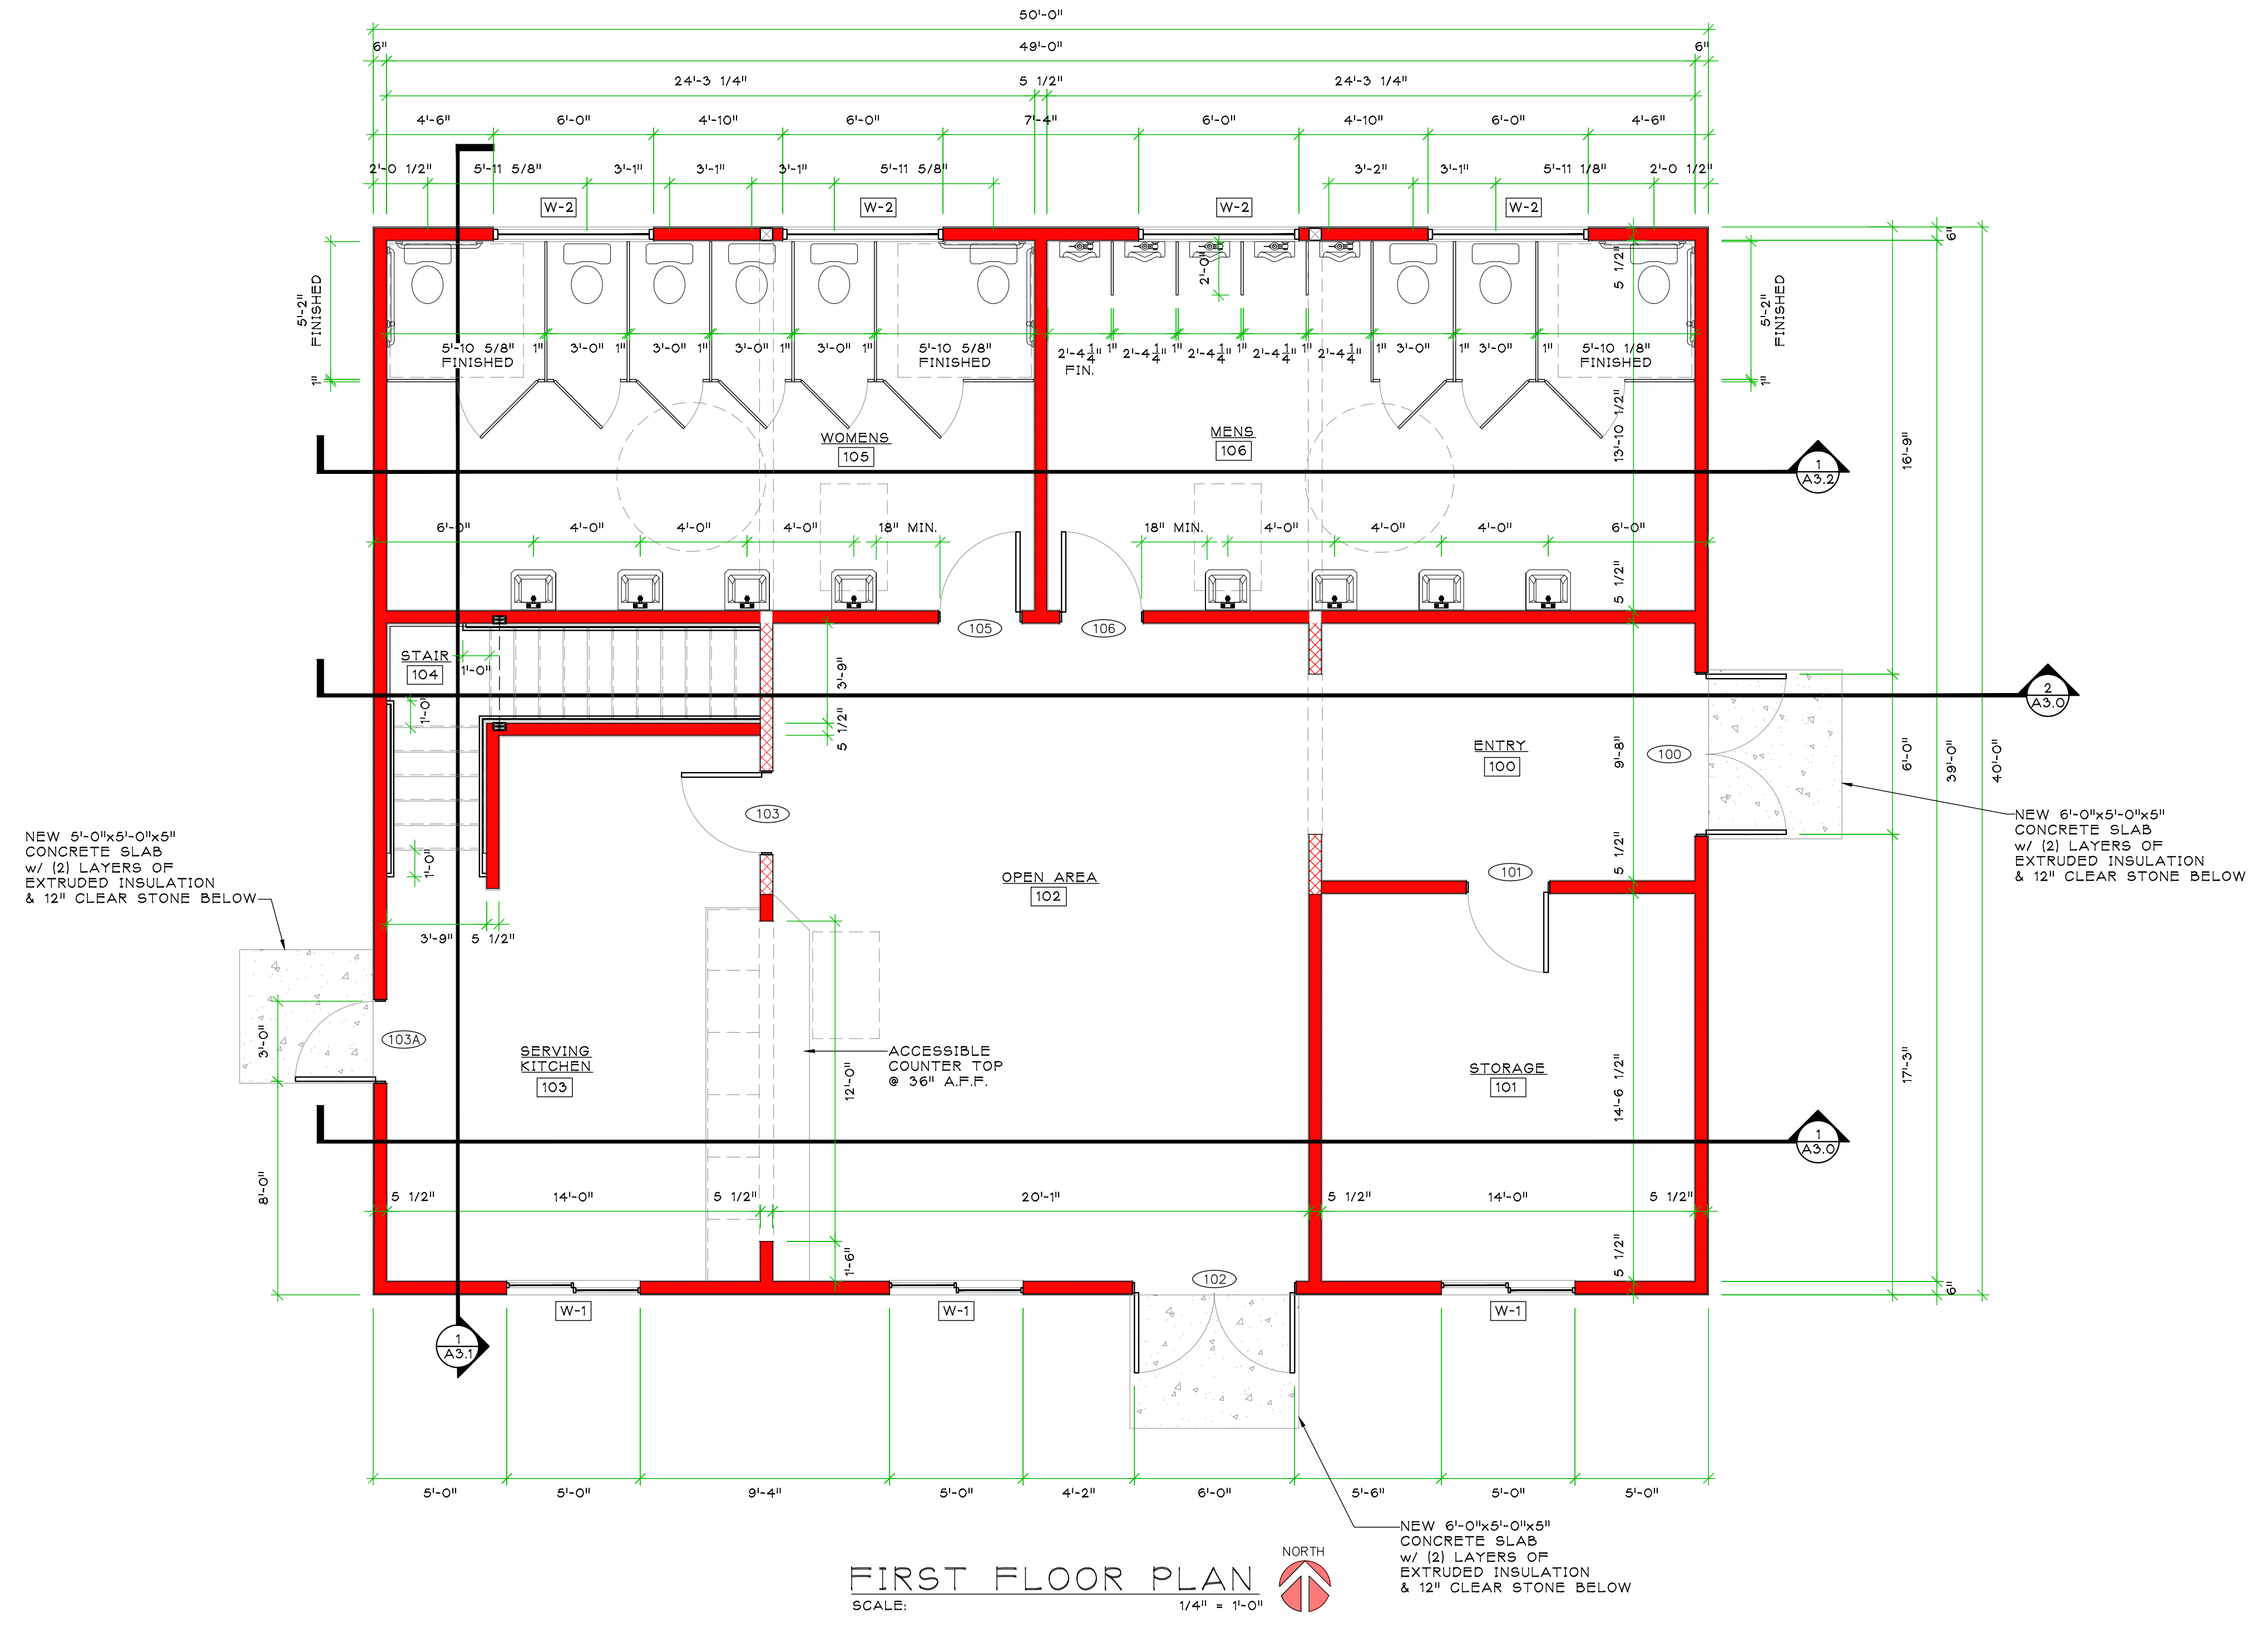 50'-0"
6" 49'-0" 6"
24'-3 1/4" 5 1/2" 24'-3 1/4"
4'-6" 6'-0" 4'-10" 6'-0" 7'-4" 6'-0" 4'-10" 6'-0" 4'-6"
2'-0 1/2" 5'-11 5/8" 3'-1" 3'-1" 3'-1" 5'-11 5/8" 3'-2" 3'-1" 5'-11 1/8" 2'-0 1/2"
W-2 W-2 W-2 W-2
6"
5 1/2"
2'-0"
5'-2"
FINISHED
1"
5'-2"
FINISHED
1"
5'-10 5/8" 1" 3'-0" 1" 3'-0" 1" 3'-0" 1" 3'-0" 1" 5'-10 5/8"
FINISHED FINISHED
2'-4 1/4" 1" 2'-4 1/4" 1" 2'-4 1/4" 1" 2'-4 1/4" 1" 2'-4 1/4" 1" 3'-0" 1" 3'-0" 1" 5'-10 1/8"
FIN. FINISHED
WOMENS
105
MENS
106
13'-10 1/2"
16'-9"
1
A3.2
6'-0" 4'-0" 4'-0" 4'-0" 18" MIN. 18" MIN. 4'-0" 4'-0" 4'-0" 6'-0"
5 1/2"
105 106
STAIR
104
1'-0"
1'-0"
1'-0"
3'-9"
5 1/2"
2
A3.0
ENTRY
100
100
9'-8"
6'-0"
39'-0"
40'-0"
103
NEW 5'-0"x5'-0"x5"
CONCRETE SLAB
w/ (2) LAYERS OF
EXTRUDED INSULATION
& 12" CLEAR STONE BELOW
NEW 6'-0"x5'-0"x5"
CONCRETE SLAB
w/ (2) LAYERS OF
EXTRUDED INSULATION
& 12" CLEAR STONE BELOW
5 1/2"
101
OPEN AREA
102
3'-9" 5 1/2"
3'-0"
103A
SERVING
KITCHEN
103
ACCESSIBLE
COUNTER TOP
@ 36" A.F.F.
12'-0"
STORAGE
101
14'-6 1/2"
17'-3"
1
A3.0
8'-0"
5 1/2" 14'-0" 5 1/2" 20'-1" 5 1/2" 14'-0" 5 1/2"
1'-6"
5 1/2"
6"
102
W-1 W-1 W-1
1
A3.1
5'-0" 5'-0" 9'-4" 5'-0" 4'-2" 6'-0" 5'-6" 5'-0" 5'-0"
NEW 6'-0"x5'-0"x5"
CONCRETE SLAB
w/ (2) LAYERS OF
EXTRUDED INSULATION
& 12" CLEAR STONE BELOW
NORTH
FIRST FLOOR PLAN
SCALE: 1/4" = 1'-0"